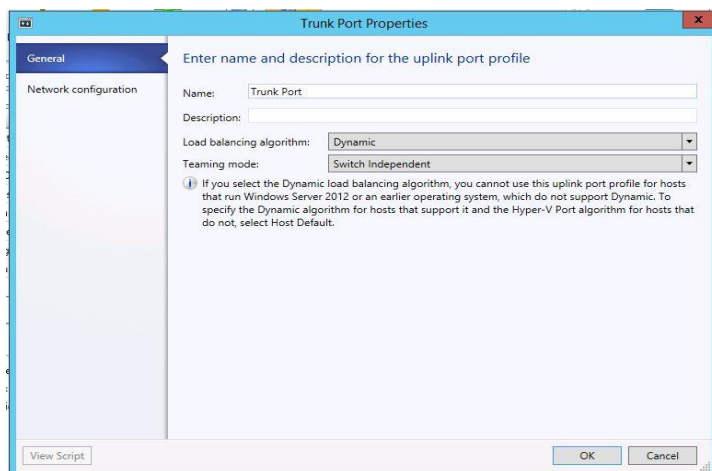 Trunk Port Properties
x
General
Network configuration
Enter name and description for the uplink port profile
Name: Trunk Port
Description:
Load balancing algorithm: Dynamic
Teaming mode: Switch Independent
If you select the Dynamic load balancing algorithm, you cannot use this uplink port profile for hosts
that run Windows Server 2012 or an earlier operating system, which do not support Dynamic. To
specify the Dynamic algorithm for hosts that support it and the Hyper-V Port algorithm for hosts that
do not, select Host Default.
View Script
OK Cancel